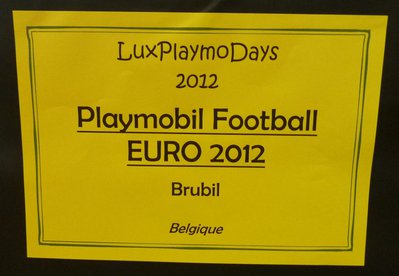 LuxPlaymoDays
2012
Playmobil Football
EURO 2012
Brubil
Belgique